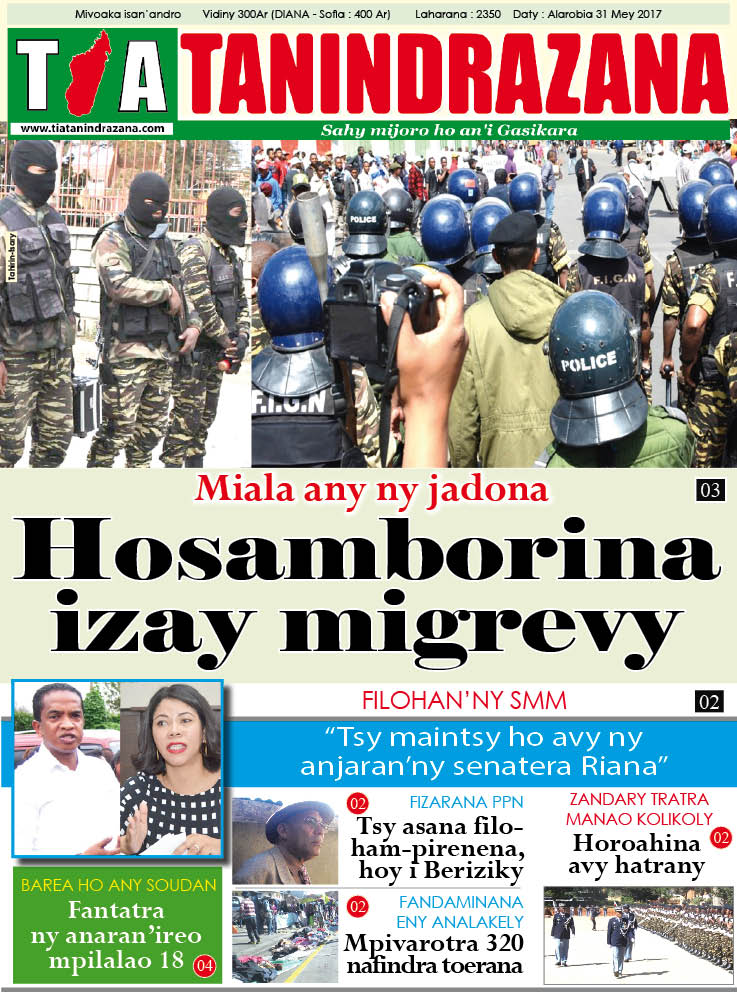 Mivoaka isan'andro Vidiny 300Ar (DIANA - Sofia : 400 Ar) Laharana : 2350 Daty : Alarobia 31 Mey 2017
TIA TANINDRAZANA
www.tiatanindrazana.com
Sahy mijoro ho an'i Gasikara
Tahirin-tsary
POLICE
POLICE
F.I.G.N
F.I.G.N
Miala any ny jadona
03
Hosamborina
izay migrevy
FILOHAN'NY SMM
02
“Tsy maintsy ho avy ny
anjaran'ny senatera Riana”
02 FIZARANA PPN
Tsy asana filo-
ham-pirenena,
hoy i Beriziky
ZANDARY TRATRA
MANAO KOLIKOLY
02
Horoahina
avy hatrany
BAREA HO ANY SOUDAN
Fantatra
ny anaran'ireo
mpilalao 18 04
02 FANDAMINANA
ENY ANALAKELY
Mpivarotra 320
nafindra toerana